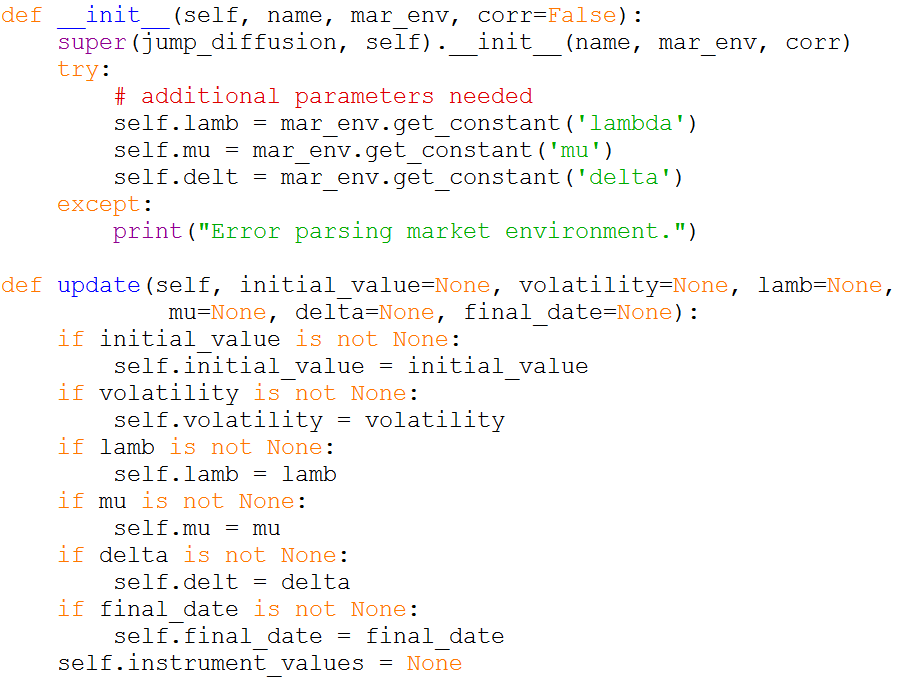 def __init__(self, name, mar_env, corr=False):
    super(jump_diffusion, self).__init__(name, mar_env, corr)
    try:
        # additional parameters needed
        self.lamb = mar_env.get_constant('lambda')
        self.mu = mar_env.get_constant('mu')
        self.delt = mar_env.get_constant('delta')
    except:
        print("Error parsing market environment.")

def update(self, initial_value=None, volatility=None, lamb=None,
            mu=None, delta=None, final_date=None):
    if initial_value is not None:
        self.initial_value = initial_value
    if volatility is not None:
        self.volatility = volatility
    if lamb is not None:
        self.lamb = lamb
    if mu is not None:
        self.mu = mu
    if delta is not None:
        self.delt = delta
    if final_date is not None:
        self.final_date = final_date
    self.instrument_values = None